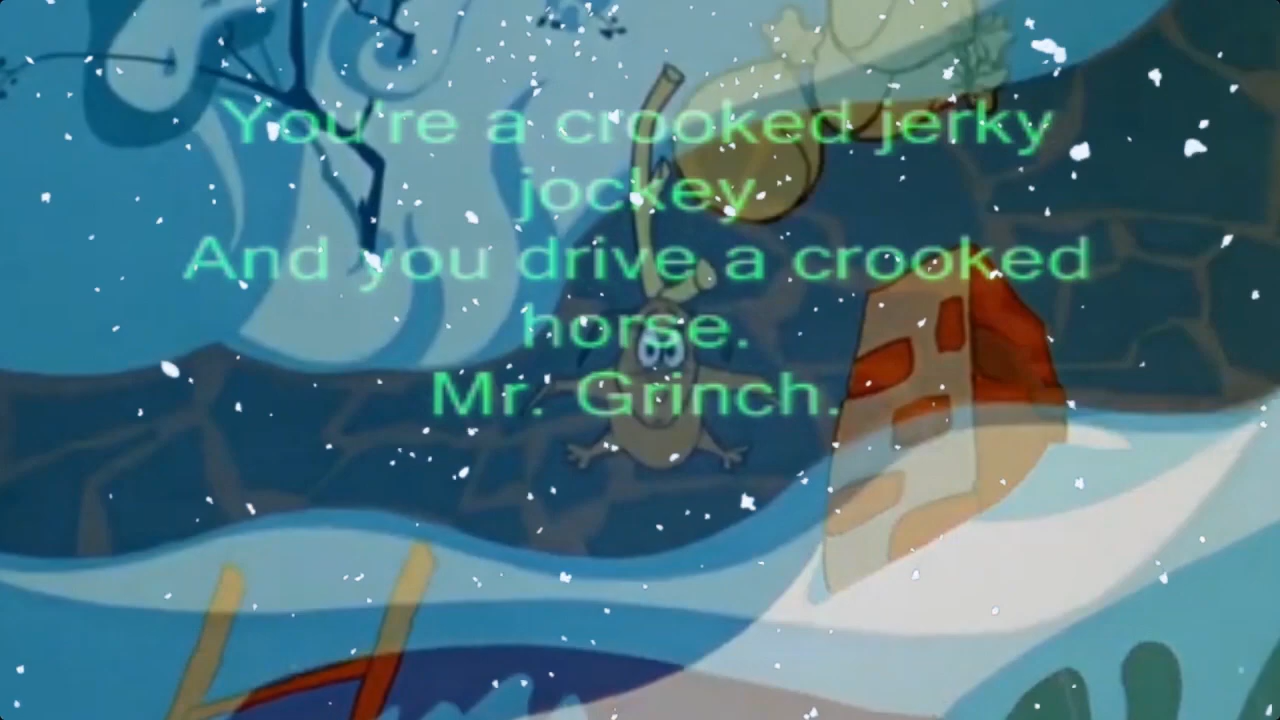 You're a crooked jerky
jockey
And you drive a crooked
horse.
Mr. Grinch.